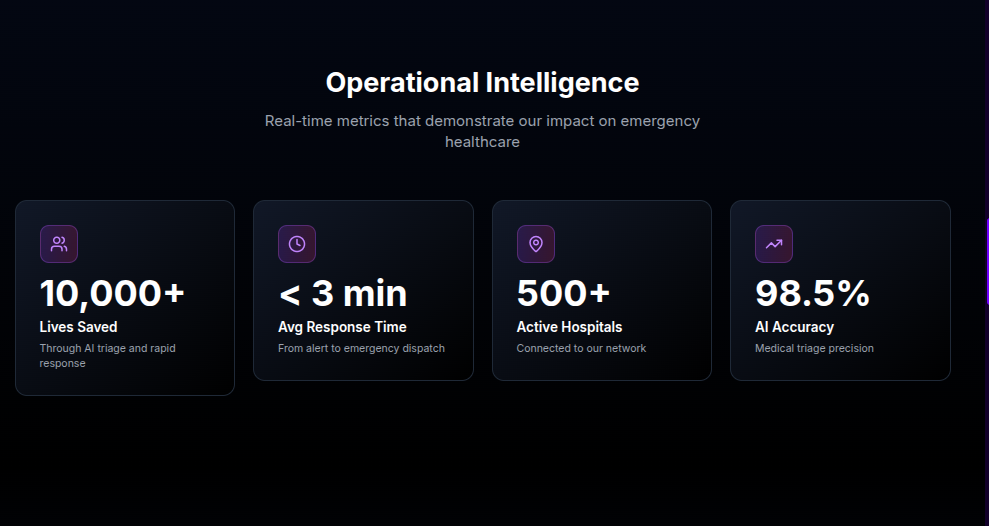 Operational Intelligence
Real-time metrics that demonstrate our impact on emergency
healthcare
10,000+
Lives Saved
Through AI triage and rapid
response
< 3 min
Avg Response Time
From alert to emergency dispatch
500+
Active Hospitals
Connected to our network
98.5%
AI Accuracy
Medical triage precision